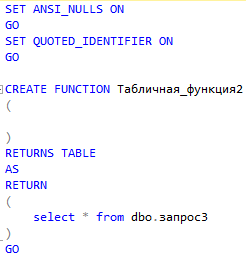 SET ANSI_NULLS ON
GO
SET QUOTED_IDENTIFIER ON
GO
CREATE FUNCTION Табличная_функция2
(
)
RETURNS TABLE
AS
RETURN
(
select * from dbo.запрос3
)
GO